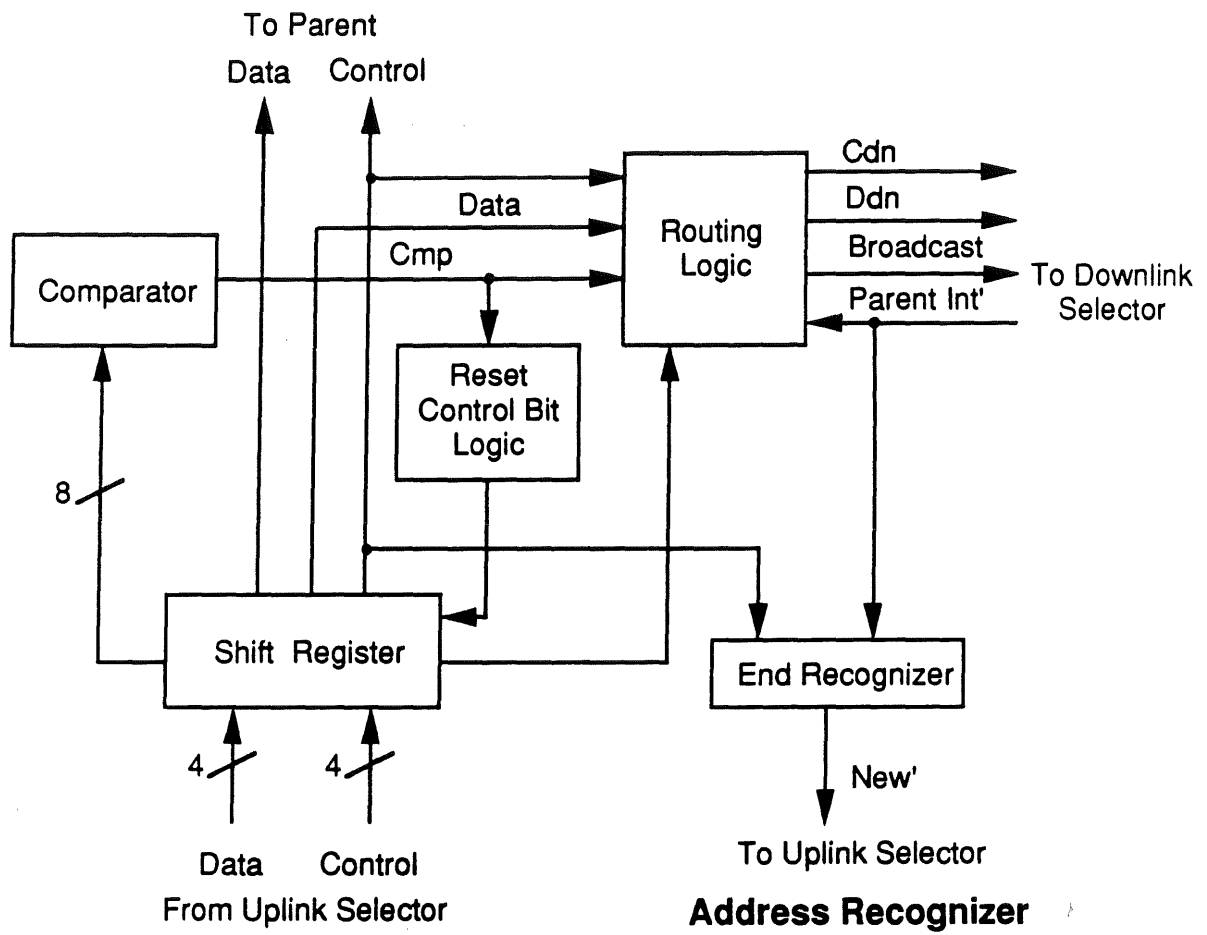 To Parent
Data Control
Cdn
Data
Ddn
Cmp
Routing
Logic
Broadcast
Comparator
Parent Int'
To Downlink
Selector
Reset
Control Bit
Logic
8
Shift Register
End Recognizer
4 4
New'
Data Control
To Uplink Selector
From Uplink Selector
Address Recognizer